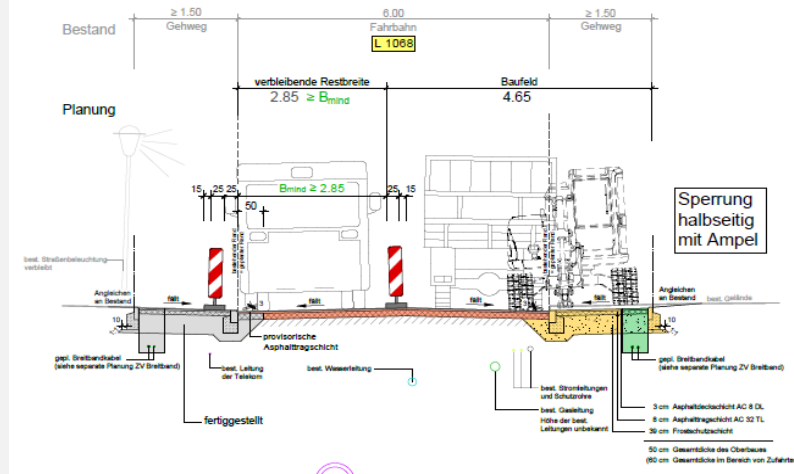 Bestand
≥ 1.50
Gehweg
6.00
Fahrbahn
L 1068
≥ 1.50
Gehweg
Planung
verbleibende Restbreite
2.85 ≥ Bmind
Baufeld
4.65
15 25 25
Bmind ≥ 2.85
25 15
50
Sperrung
halbseitig
mit Ampel
best. Straßenbeleuchtung
verbleibt
Angleichen
an Bestand
fällt
3
fällt
fällt
fällt
Angleichen
an Bestand
best. Gelände
10
10
provisorische
Asphalttragschicht
gepl. Breitbandkabel
(siehe separate Planung ZV Breitband)
best. Leitung
der Telekom
best. Wasserleitung
best. Stromleitungen
und Schutzrohre
gepl. Breitbandkabel
(siehe separate Planung ZV Breitband)
best. Gasleitung
Höhe der best.
Leitungen unbekannt
fertiggestellt
3 cm Asphaltdeckschicht AC 8 DL
8 cm Asphalttragschicht AC 32 TL
39 cm Frostschutzschicht
50 cm Gesamtdicke des Oberbaues
(60 cm Gesamtdicke im Bereich von Zufahrte